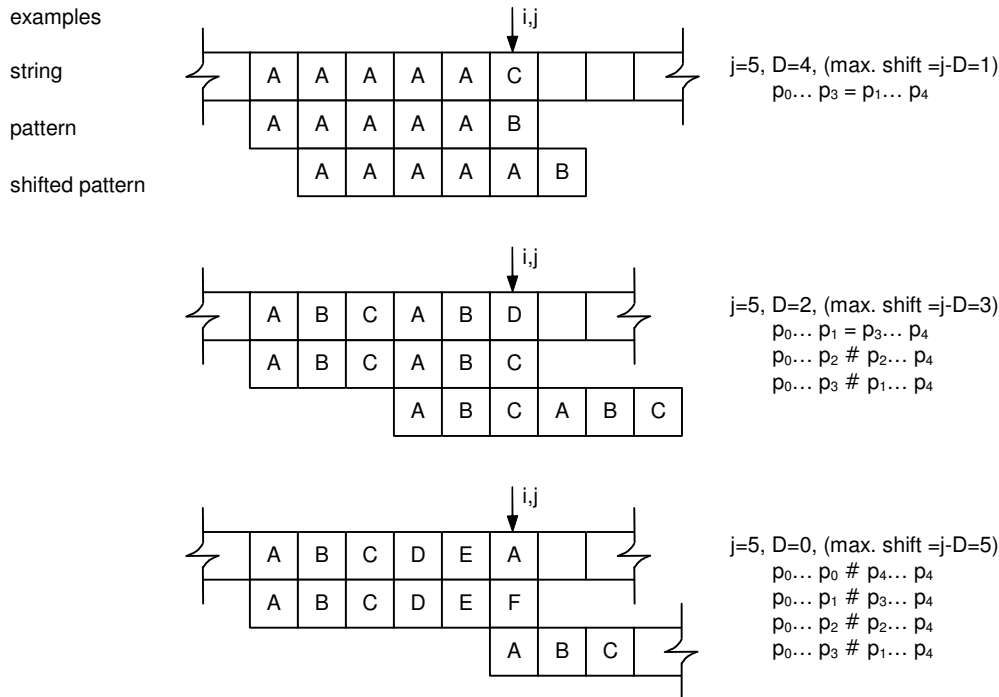 examples
i,j
string
A A A A A C
j=5, D=4, (max. shift =j-D=1)
p₀… p₃ = p₁… p₄
pattern
A A A A A B
shifted pattern
A A A A A B
i,j
A B C A B D
j=5, D=2, (max. shift =j-D=3)
p₀… p₁ = p₃… p₄
A B C A B C
p₀… p₂ # p₂… p₄
p₀… p₃ # p₁… p₄
A B C A B C
i,j
A B C D E A
j=5, D=0, (max. shift =j-D=5)
p₀… p₀ # p₄… p₄
A B C D E F
p₀… p₁ # p₃… p₄
p₀… p₂ # p₂… p₄
A B C
p₀… p₃ # p₁… p₄